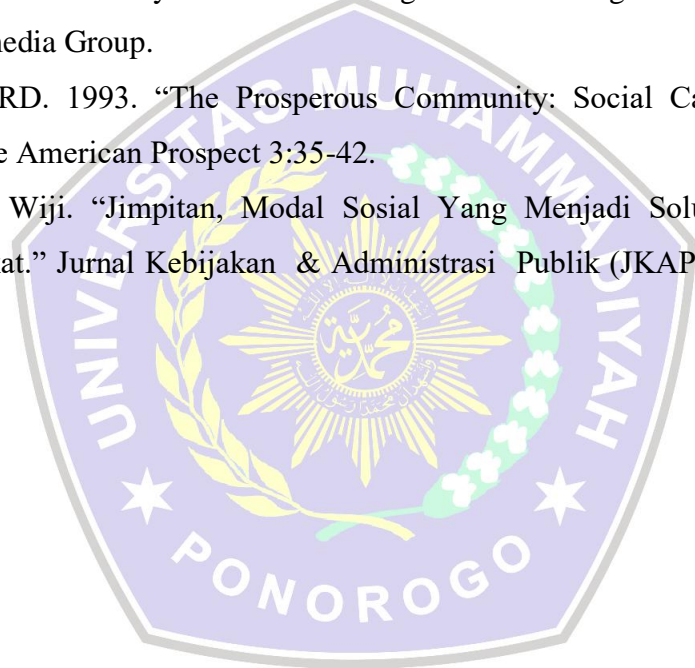 media Group.
RD. 1993. “The Prosperous Community: Social Ca
e American Prospect 3:35-42.
Wiji. “Jimpitan, Modal Sosial Yang Menjadi Solu
at.” Jurnal Kebijakan & Administrasi Publik (JKAP
UNIVERSITAS MUHAMMADIYAH
محمدية
PONOROGO